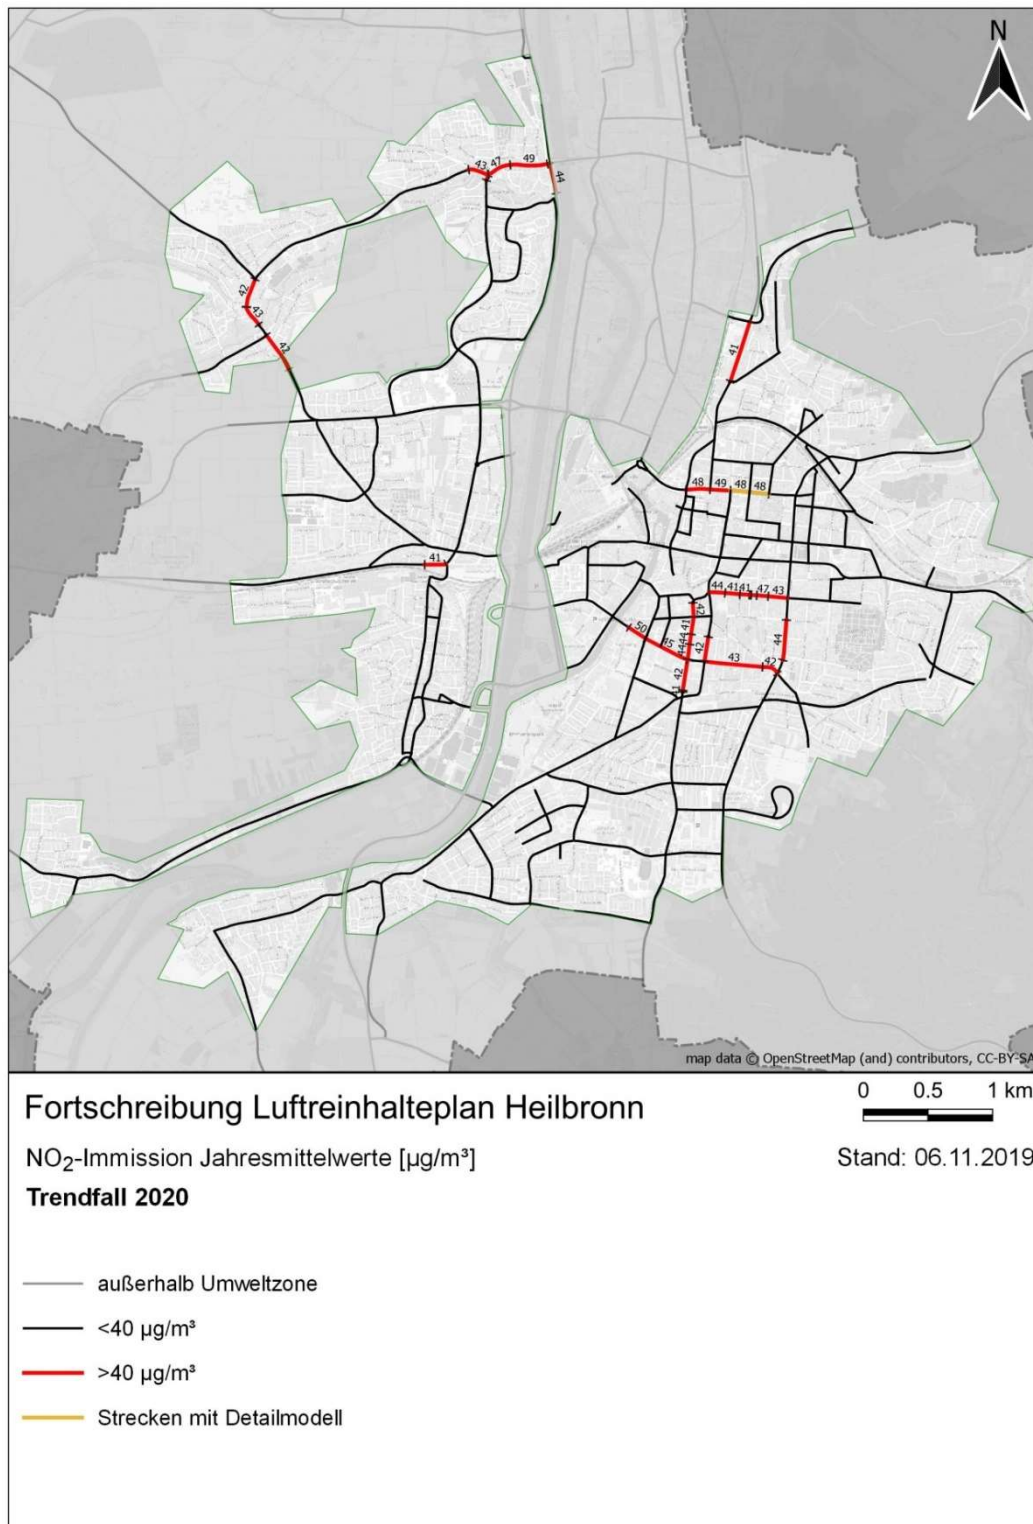 N
43
47
49
44
42
43
42
41
48
49
48
48
41
44
41
41
47
43
42
50
45
41
44
44
42
44
43
42
42
41
map data © OpenStreetMap (and) contributors, CC-BY-SA
Fortschreibung Luftreinhalteplan Heilbronn
0 0.5 1 km
NO₂-Immission Jahresmittelwerte [µg/m³]
Stand: 06.11.2019
Trendfall 2020
außerhalb Umweltzone
<40 µg/m³
>40 µg/m³
Strecken mit Detailmodell